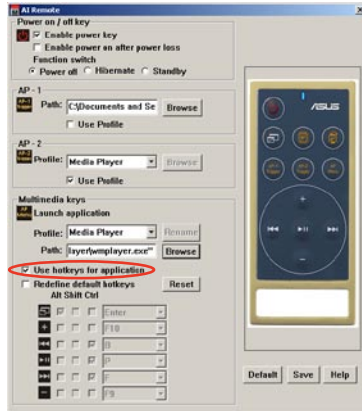 AI Remote
Power on / off key
Enable power key
Enable power on after power loss
Function switch
Power off Hibernate Standby
AP - 1
Path: C:\Documents and Se Browse
Use Profile
AP - 2
Profile: Media Player Browse
Use Profile
Multimedia keys
Launch application
Profile: Media Player Rename
Path: layer\wmplayer.exe" Browse
Use hotkeys for application
Redefine default hotkeys Reset
Alt Shift Ctrl
Enter
F10
B
P
F
F9
ASUS
Default Save Help